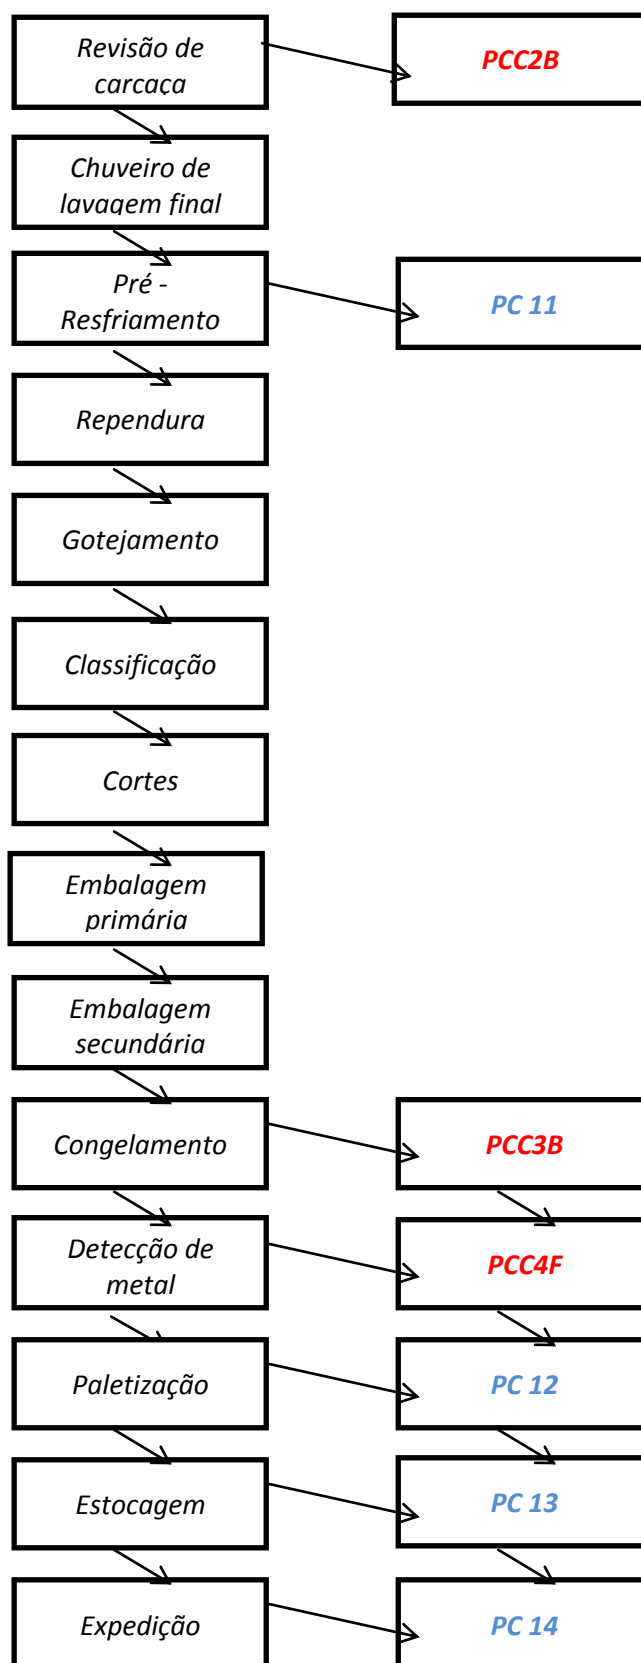 Revisão de
carcaça
PCC2B
Chuveiro de
lavagem final
Pré -
Resfriamento
PC 11
Rependura
Gotejamento
Classificação
Cortes
Embalagem
primária
Embalagem
secundária
Congelamento
PCC3B
Detecção de
metal
PCC4F
Paletização
PC 12
Estocagem
PC 13
Expedição
PC 14